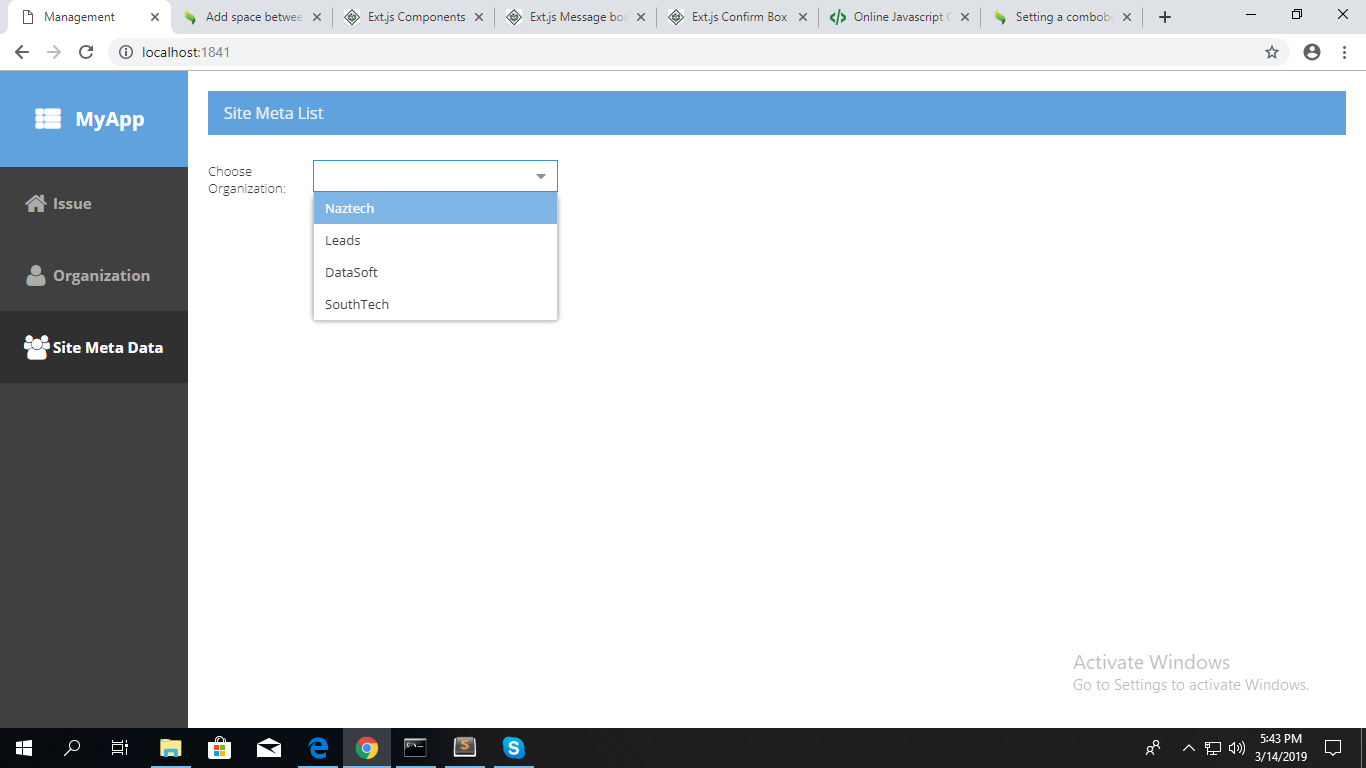 Management
Add space betwee
Ext.js Components
Ext.js Message bo
Ext.js Confirm Box
Online Javascript
Setting a combob
localhost:1841
MyApp
Site Meta List
Issue
Organization
Site Meta Data
Choose
Organization:
Naztech
Leads
DataSoft
SouthTech
Activate Windows
Go to Settings to activate Windows.
5:43 PM
3/14/2019